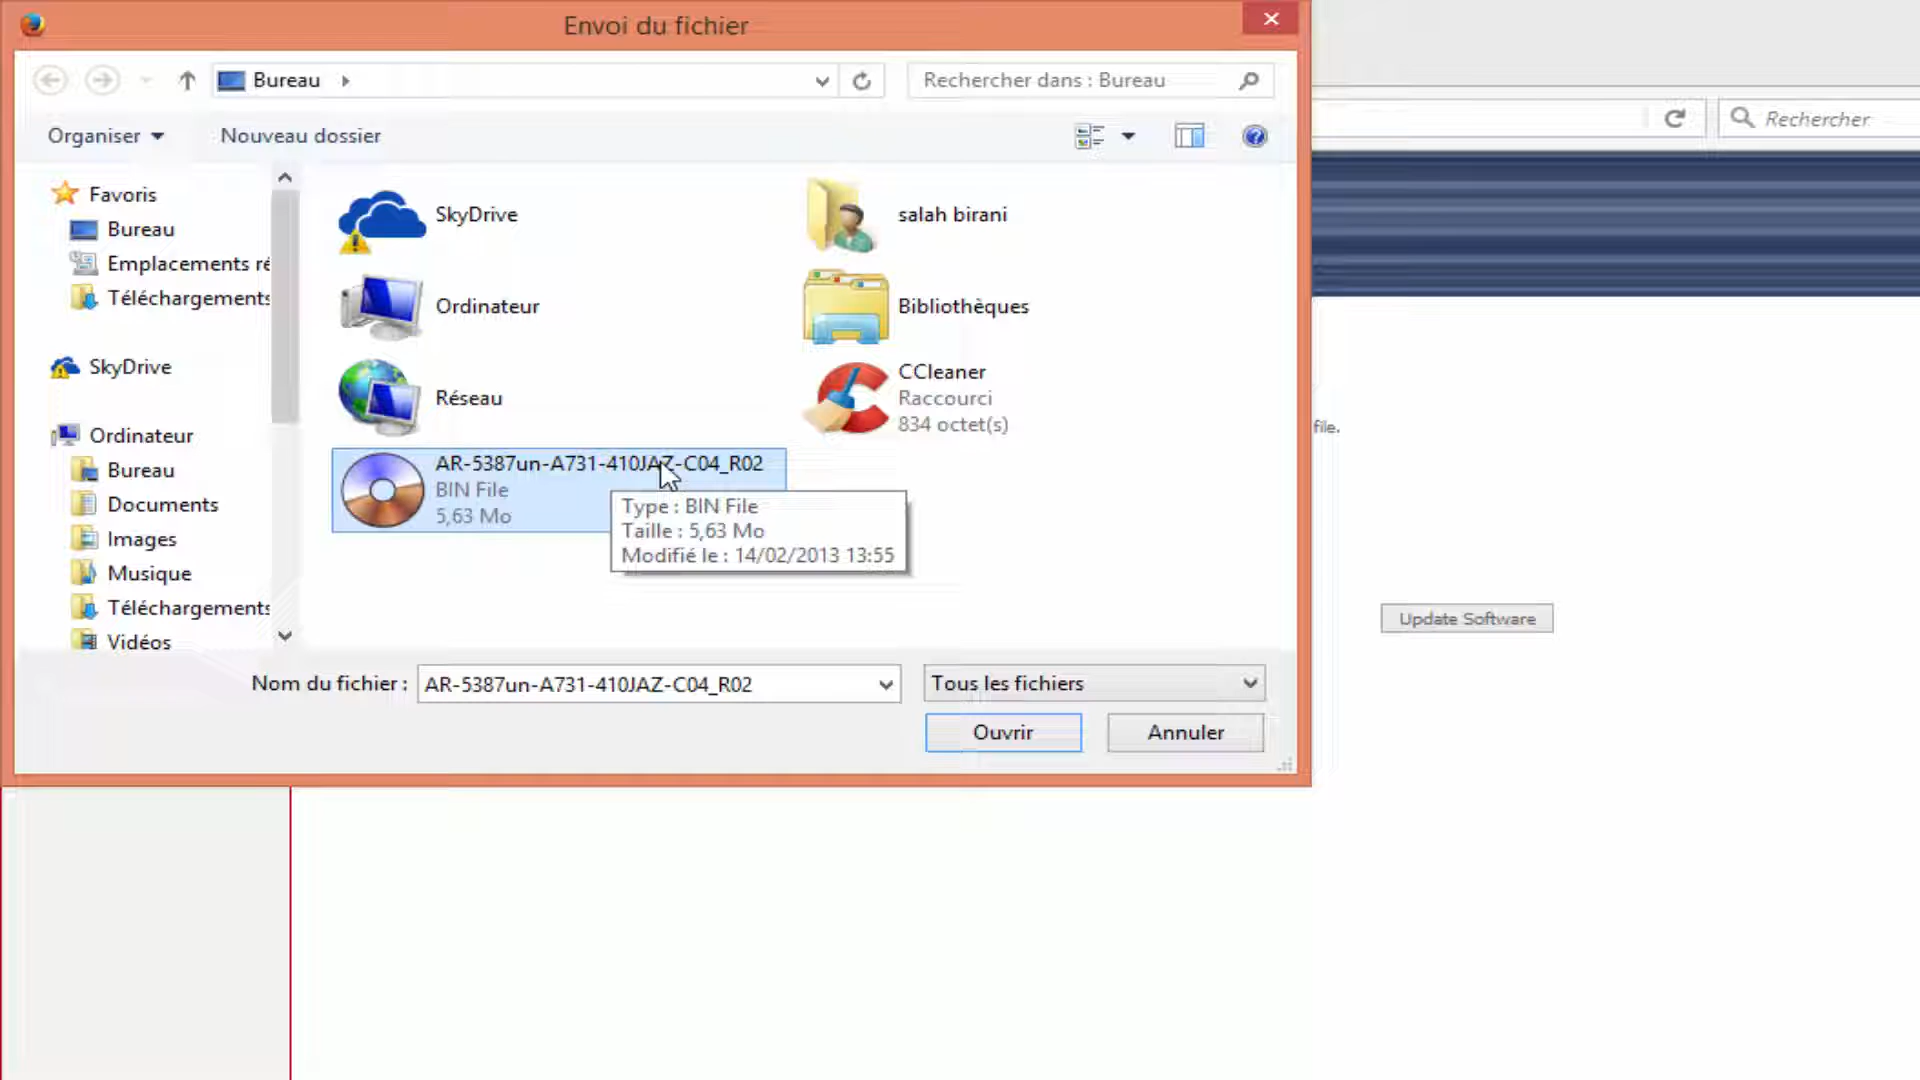 Envoi du fichier
Bureau
Rechercher dans : Bureau
Rechercher
Organiser
Nouveau dossier
Favoris
Bureau
Emplacements ré
Téléchargements
SkyDrive
Ordinateur
Bureau
Documents
Images
Musique
Téléchargements
Vidéos
SkyDrive
salah birani
Ordinateur
Bibliothèques
Réseau
CCleaner
Raccourci
834 octet(s)
AR-5387un-A731-410JAZ-C04_R02
BIN File
5,63 Mo
Type : BIN File
Taille : 5,63 Mo
Modifié le : 14/02/2013 13:55
file.
Update Software
Nom du fichier :
AR-5387un-A731-410JAZ-C04_R02
Tous les fichiers
Ouvrir
Annuler